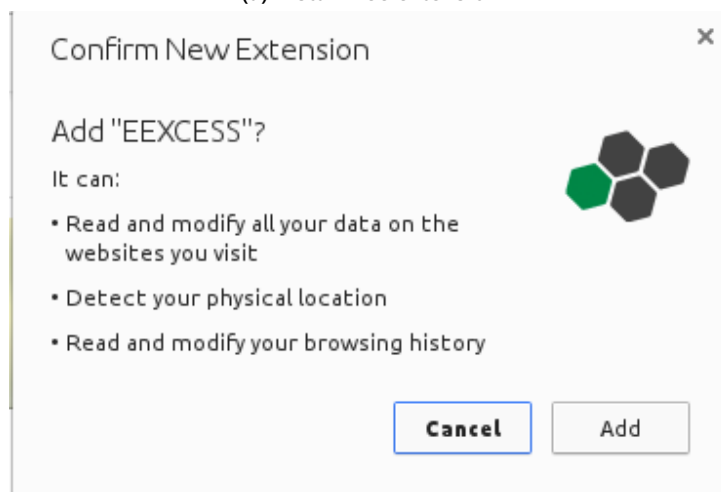 Confirm New Extension
Add "EEXCESS"?
It can:
• Read and modify all your data on the
websites you visit
• Detect your physical location
• Read and modify your browsing history
Cancel
Add